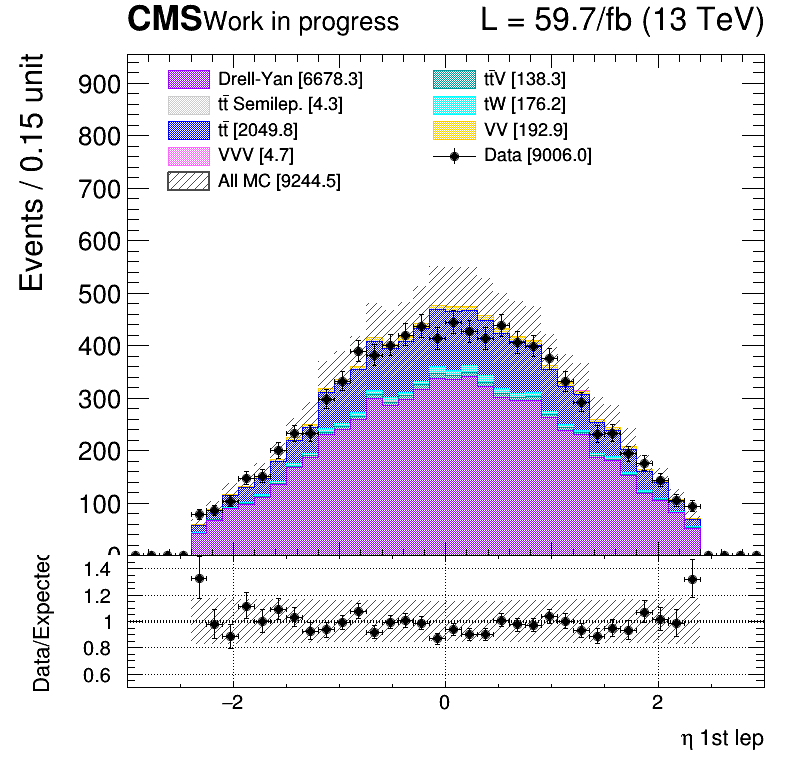 CMS Work in progress L = 59.7/fb (13 TeV)
Events / 0.15 unit
900
800
700
600
500
400
300
200
100
0
Drell-Yan [6678.3]
tt̄ Semilep. [4.3]
tt̄ [2049.8]
VVV [4.7]
All MC [9244.5]
tt̄V [138.3]
tW [176.2]
VV [192.9]
Data [9006.0]
Data/Expected
1.4
1.2
1
0.8
0.6
−2 0 2
η 1st lep